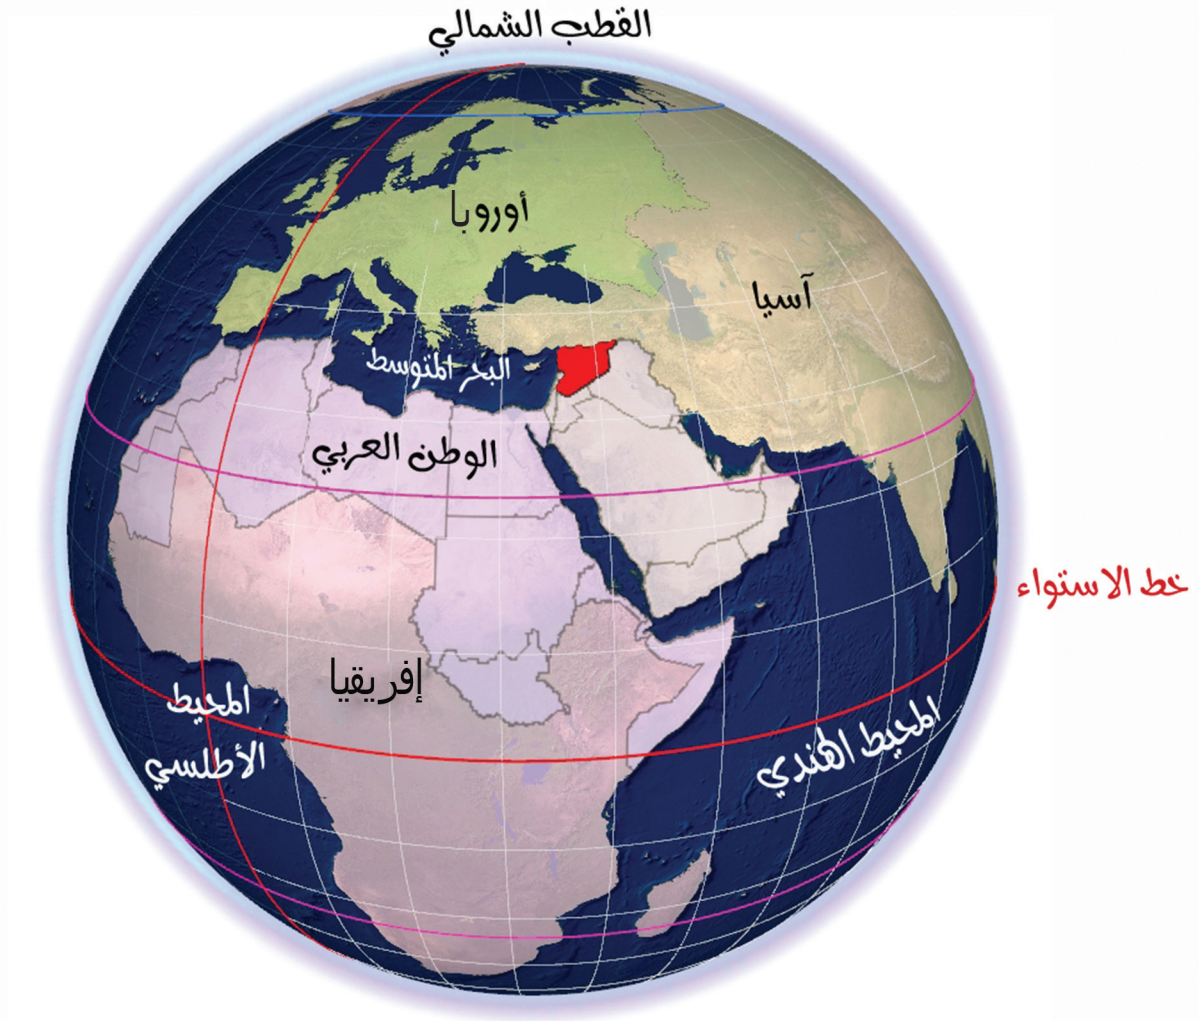 القطب الشمالي
أوروبا
آسيا
البحر المتوسط
الوطن العربي
خط الاستواء
إفريقيا
المحيط
الأطلسي
المحيط الهندي